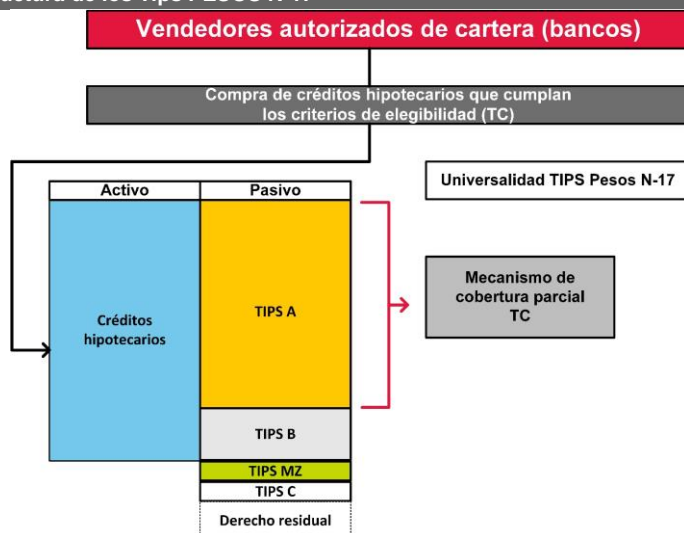 Vendedores autorizados de cartera (bancos)
Compra de créditos hipotecarios que cumplan
los criterios de elegibilidad (TC)
Activo
Pasivo
Universalidad TIPS Pesos N-17
Créditos
hipotecarios
TIPS A
Mecanismo de
cobertura parcial
TC
TIPS B
TIPS MZ
TIPS C
Derecho residual